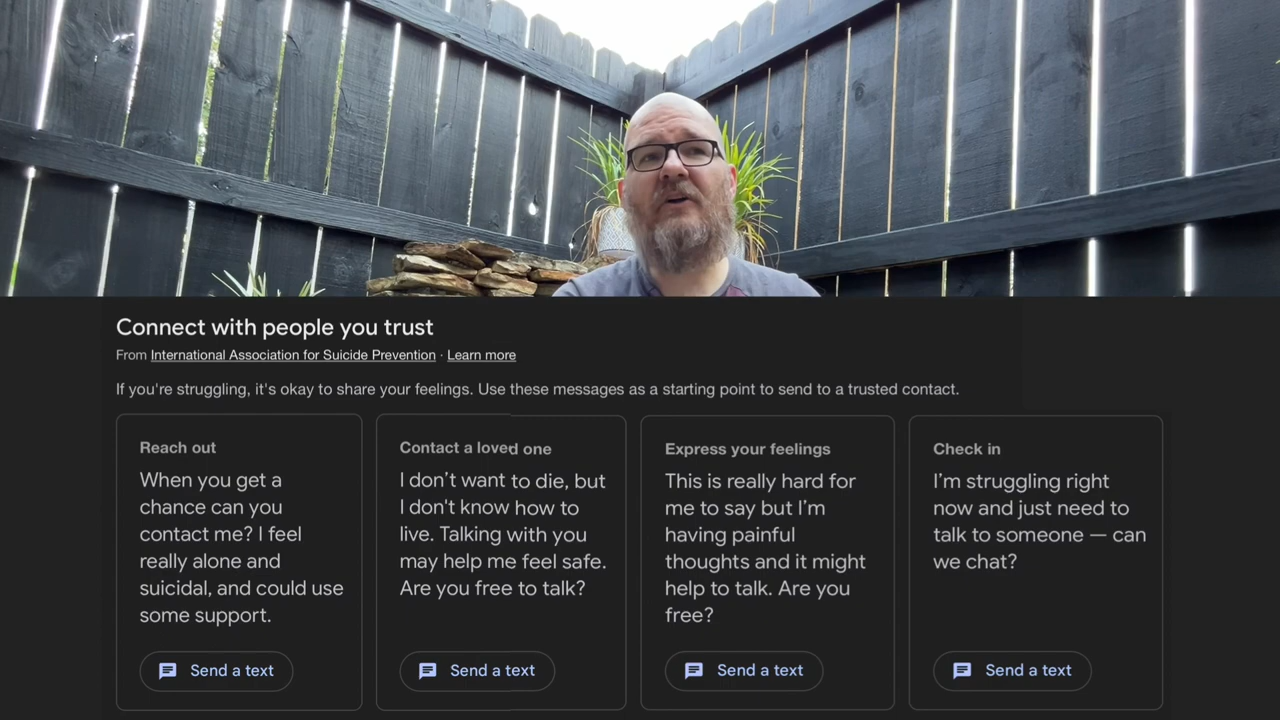 Connect with people you trust
From International Association for Suicide Prevention · Learn more
If you're struggling, it's okay to share your feelings. Use these messages as a starting point to send to a trusted contact.
Reach out
When you get a
chance can you
contact me? I feel
really alone and
suicidal, and could use
some support.
Send a text
Contact a loved one
I don’t want to die, but
I don't know how to
live. Talking with you
may help me feel safe.
Are you free to talk?
Send a text
Express your feelings
This is really hard for
me to say but I’m
having painful
thoughts and it might
help to talk. Are you
free?
Send a text
Check in
I’m struggling right
now and just need to
talk to someone — can
we chat?
Send a text